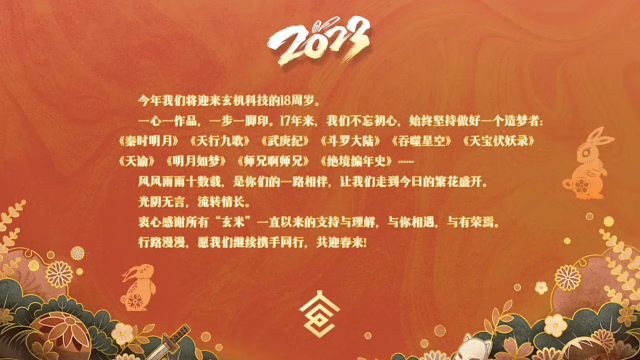 2023
今年我们将迎来玄机科技的18周岁。
一心一作品，一步一脚印。17年来，我们不忘初心，始终坚持做好一个造梦者：
《秦时明月》《天行九歌》《武庚纪》《斗罗大陆》《吞噬星空》《天宝伏妖录》
《天谕》《明月如梦》《师兄啊师兄》《绝境编年史》……
风风雨雨十数载，是你们的一路相伴，让我们走到今日的繁花盛开。
光阴无言，流转情长。
衷心感谢所有“玄米”一直以来的支持与理解，与你相遇，与有荣焉。
行路漫漫，愿我们继续携手同行，共迎春来！